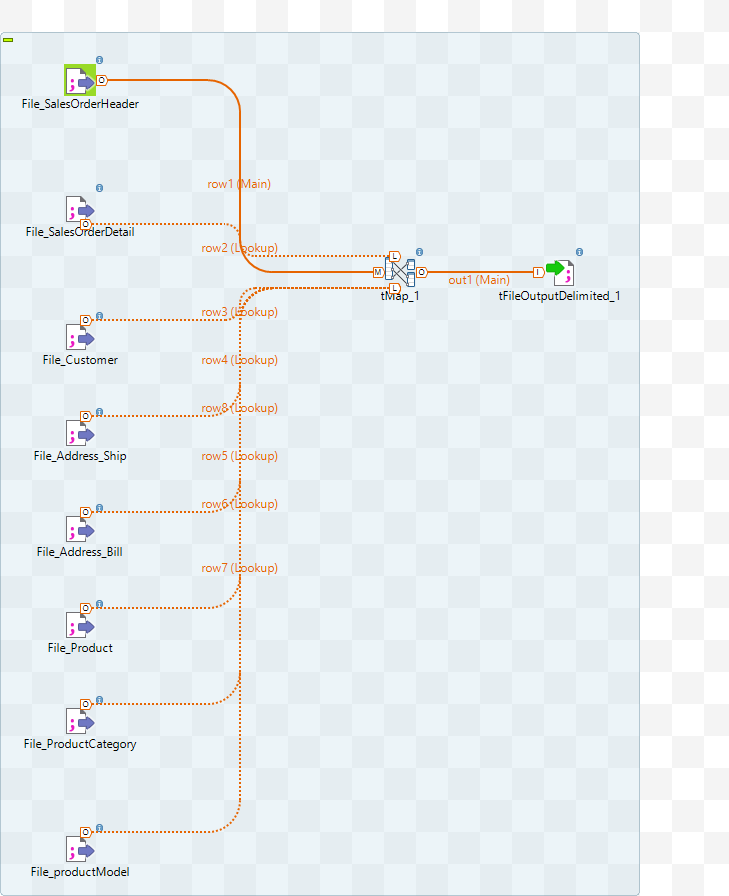 File_SalesOrderHeader
row1 (Main)
File_SalesOrderDetail
row2 (Lookup)
tMap_1
out1 (Main)
tFileOutputDelimited_1
row3 (Lookup)
File_Customer
row4 (Lookup)
row8 (Lookup)
File_Address_Ship
row5 (Lookup)
row6 (Lookup)
File_Address_Bill
row7 (Lookup)
File_Product
File_ProductCategory
File_productModel